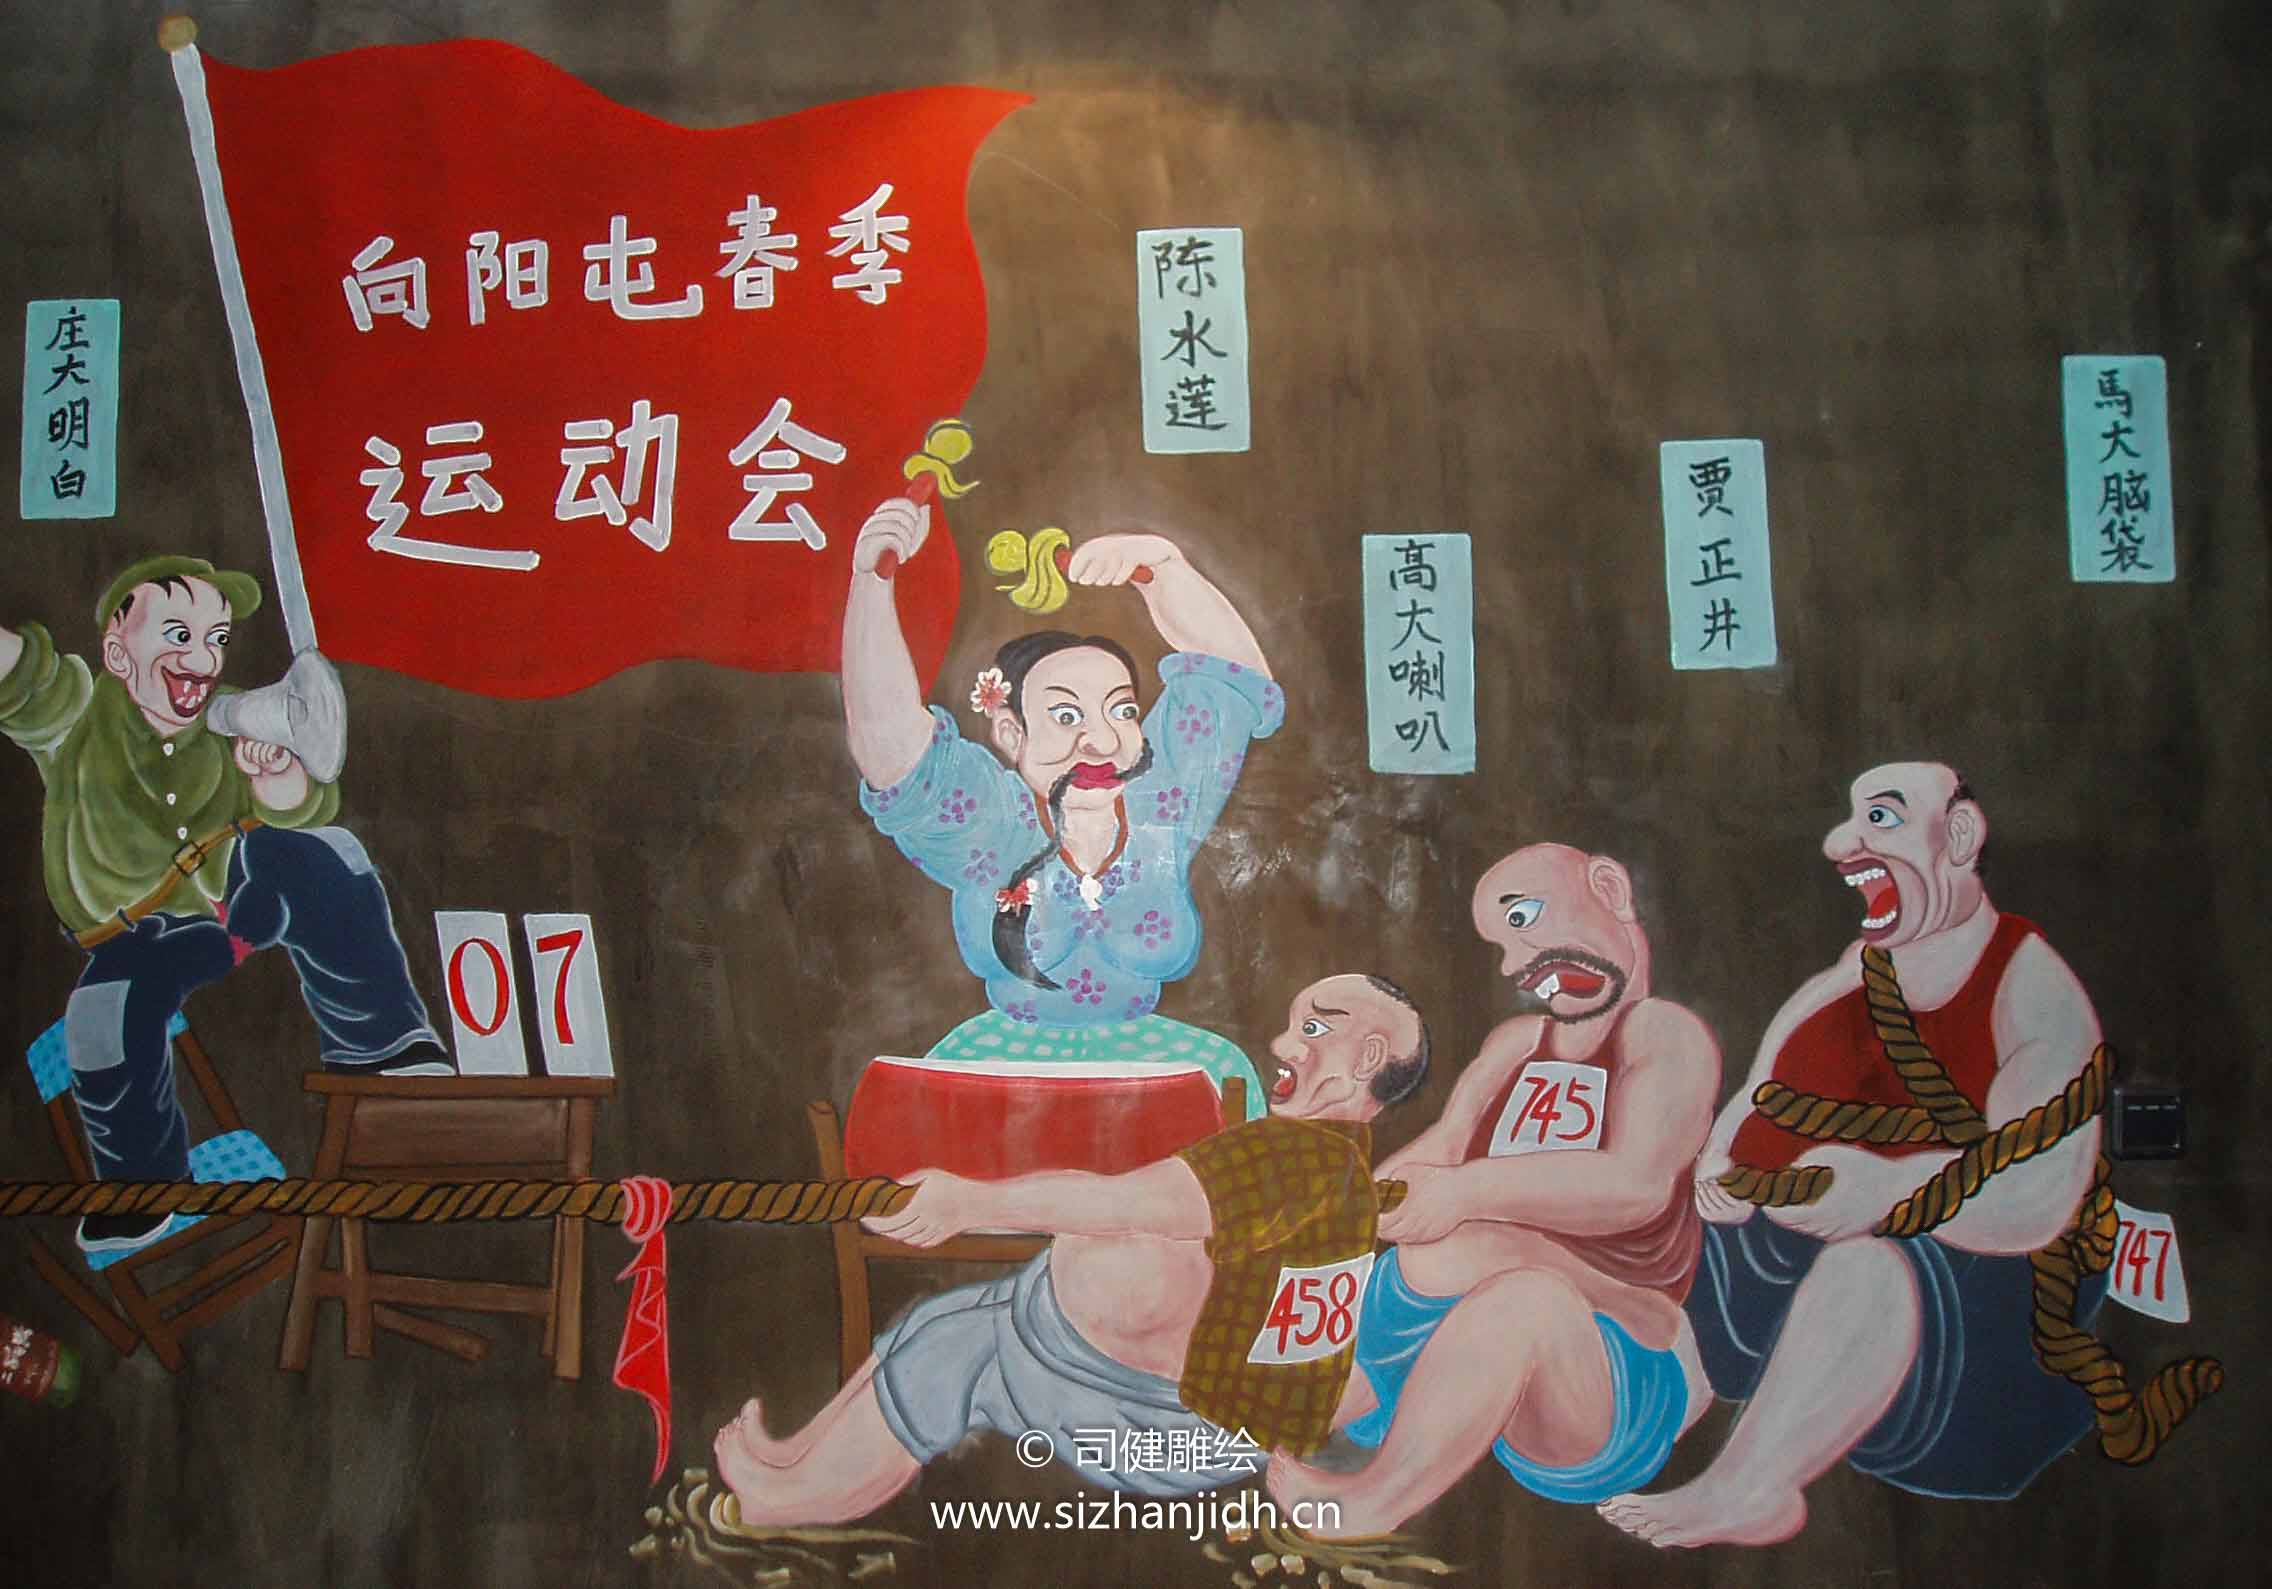 向阳屯春季
运动会
庄大明白
陈水莲
高大喇叭
贾正井
馬大脑袋
07
745
458
747
© 司健雕绘
www.sizhanjidh.cn